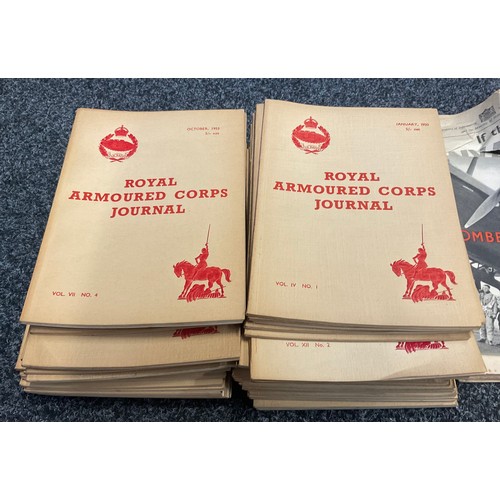 OCTOBER, 1953
ROYAL
ARMOURED CORPS
JOURNAL
VOL. VII NO. 4
JANUARY, 1950
ROYAL
ARMOURED CORPS
JOURNAL
VOL. IV NO. 1
VOL. XII No. 3
OMBE